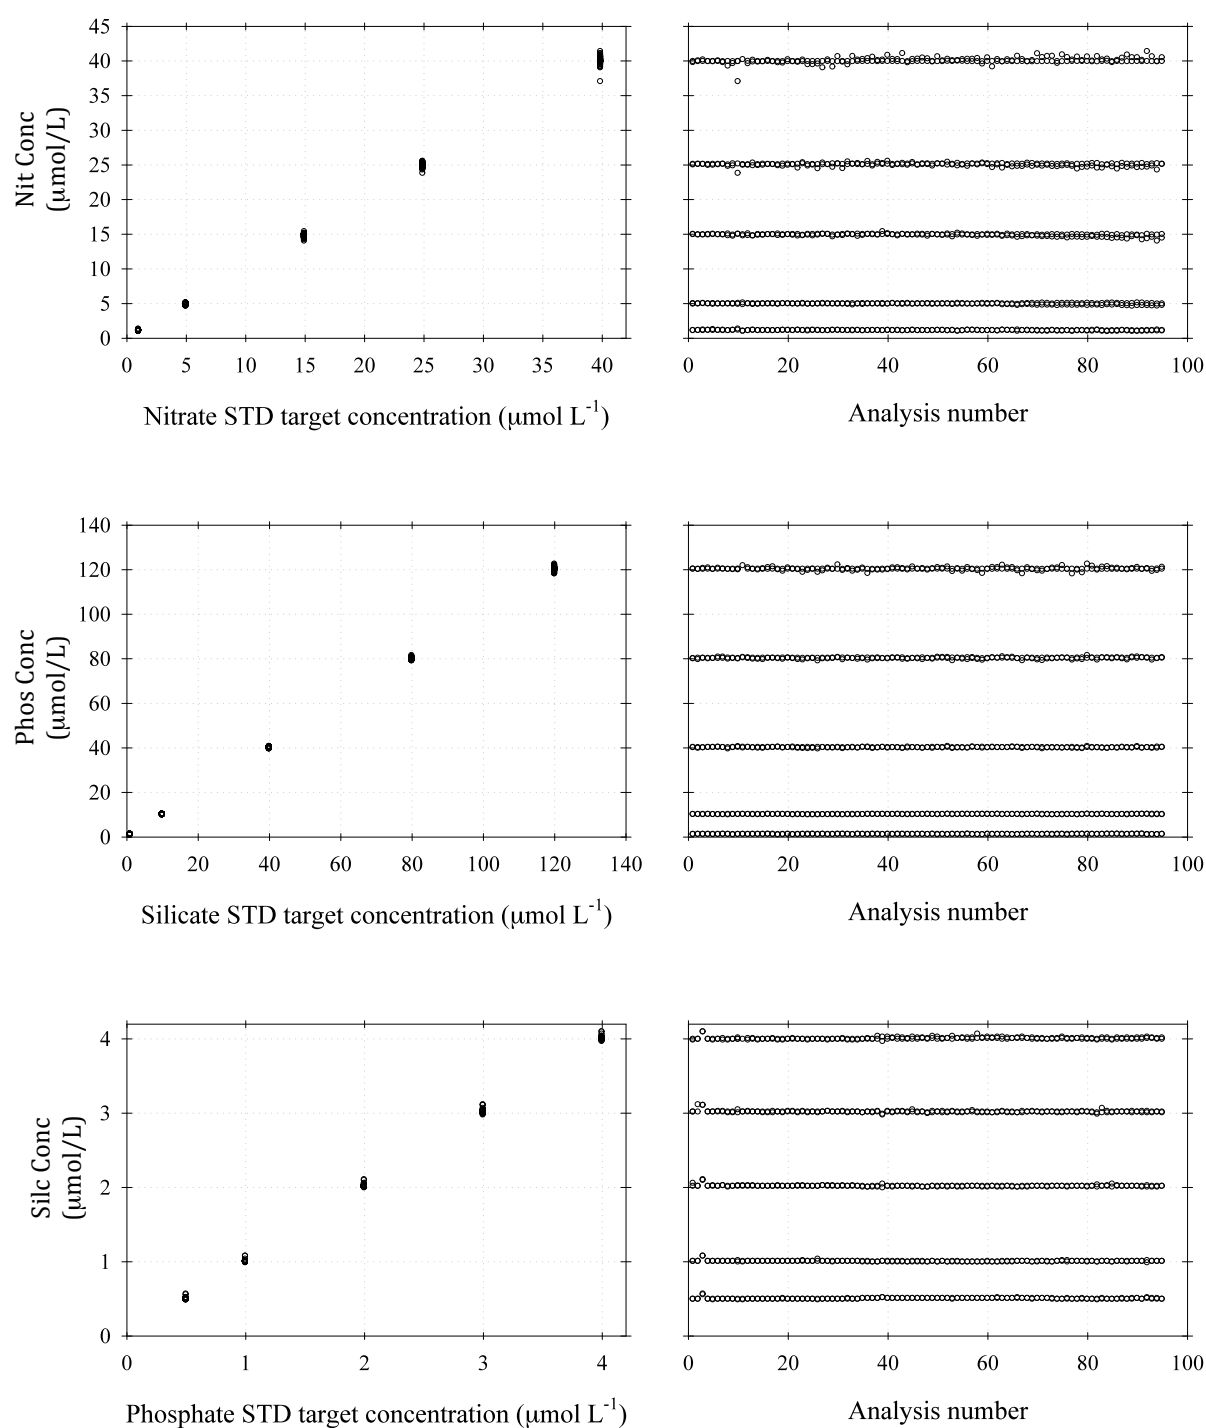 45
40
35
30
25
20
15
10
5
0
Nit Conc
(μmol/L)
0 5 10 15 20 25 30 35 40
0 20 40 60 80 100
Nitrate STD target concentration (μmol L-1)
Analysis number
140
120
100
80
60
40
20
0
Phos Conc
(μmol/L)
0 20 40 60 80 100 120 140
0 20 40 60 80 100
Silicate STD target concentration (μmol L-1)
Analysis number
4
3
2
1
0
Silc Conc
(μmol/L)
0 1 2 3 4
0 20 40 60 80 100
Phosphate STD target concentration (μmol L-1)
Analysis number